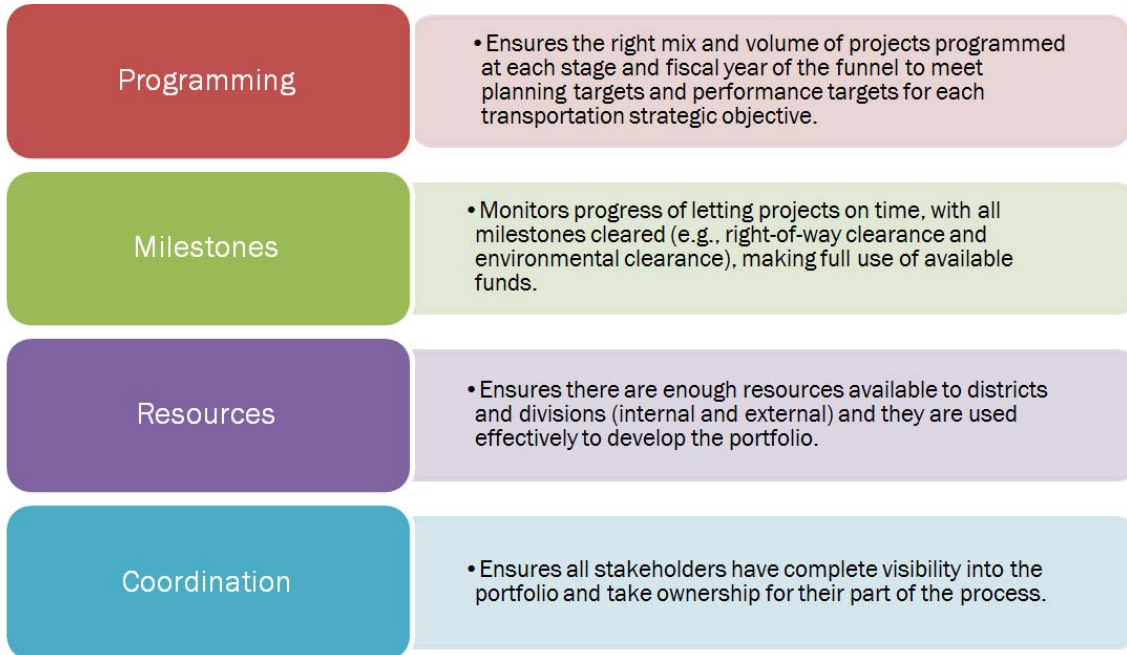 Programming
•Ensures the right mix and volume of projects programmed
at each stage and fiscal year of the funnel to meet
planning targets and performance targets for each
transportation strategic objective.
Milestones
•Monitors progress of letting projects on time, with all
milestones cleared (e.g., right-of-way clearance and
environmental clearance), making full use of available
funds.
Resources
•Ensures there are enough resources available to districts
and divisions (internal and external) and they are used
effectively to develop the portfolio.
Coordination
•Ensures all stakeholders have complete visibility into the
portfolio and take ownership for their part of the process.